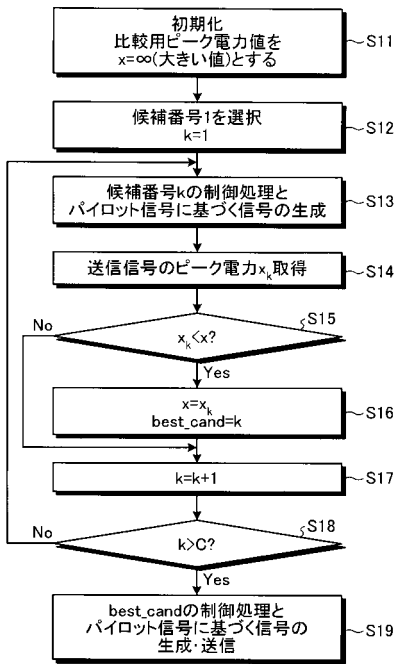 初期化
比較用ピーク電力値を
x=∞(大きい値)とする
S11
候補番号1を選択
k=1
S12
候補番号kの制御処理と
パイロット信号に基づく信号の生成
S13
送信信号のピーク電力xk取得
S14
S15
No
xk<x?
Yes
x=xk
best_cand=k
S16
k=k+1
S17
S18
No
k>C?
Yes
best_candの制御処理と
パイロット信号に基づく信号の
生成・送信
S19